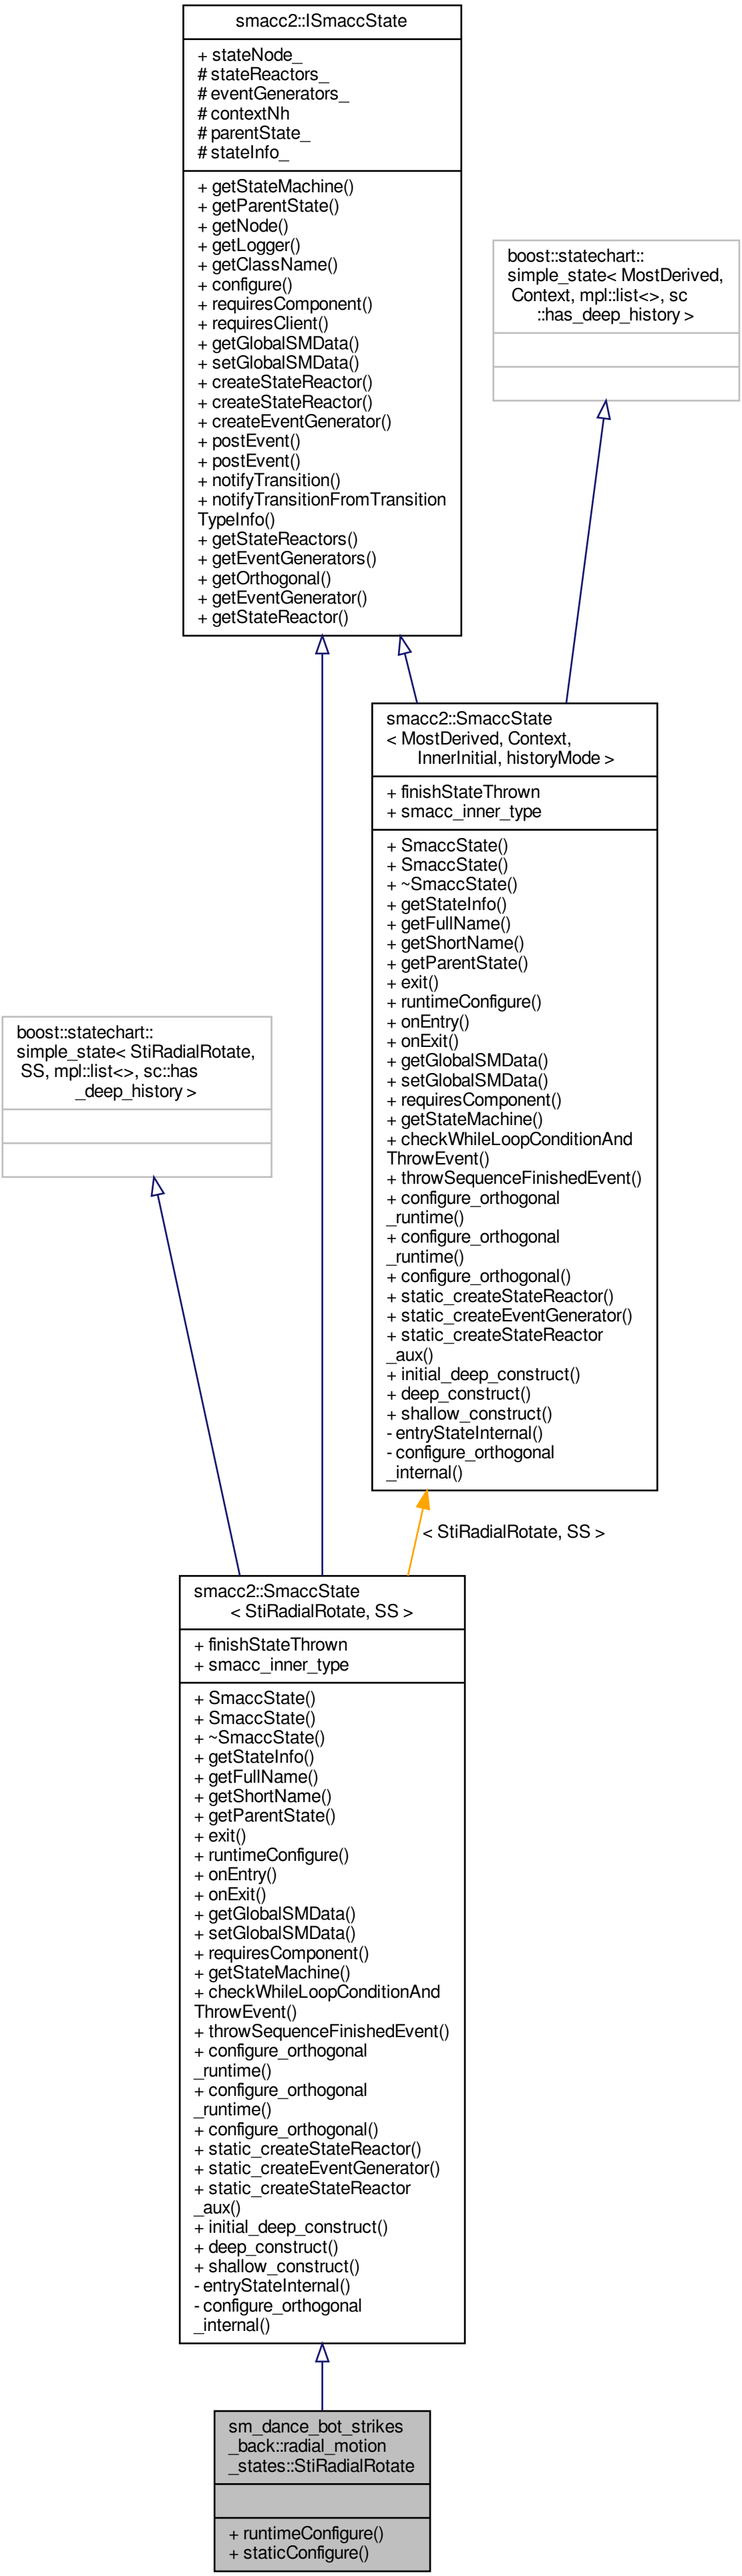 smacc2::ISmaccState
+ stateNode_
# stateReactors_
# eventGenerators_
# contextNh
# parentState_
# stateInfo_
+ getStateMachine()
+ getParentState()
+ getNode()
+ getLogger()
+ getClassName()
+ configure()
+ requiresComponent()
+ requiresClient()
+ getGlobalSMData()
+ setGlobalSMData()
+ createStateReactor()
+ createStateReactor()
+ createEventGenerator()
+ postEvent()
+ postEvent()
+ notifyTransition()
+ notifyTransitionFromTransition
TypeInfo()
+ getStateReactors()
+ getEventGenerators()
+ getOrthogonal()
+ getEventGenerator()
+ getStateReactor()
boost::statechart::
simple_state< MostDerived,
Context, mpl::list<>, sc
::has_deep_history >
smacc2::SmaccState
< MostDerived, Context,
InnerInitial, historyMode >
+ finishStateThrown
+ smacc_inner_type
+ SmaccState()
+ SmaccState()
+ ~SmaccState()
+ getStateInfo()
+ getFullName()
+ getShortName()
+ getParentState()
+ exit()
+ runtimeConfigure()
+ onEntry()
+ onExit()
+ getGlobalSMData()
+ setGlobalSMData()
+ requiresComponent()
+ getStateMachine()
+ checkWhileLoopConditionAnd
ThrowEvent()
+ throwSequenceFinishedEvent()
+ configure_orthogonal
_runtime()
+ configure_orthogonal
_runtime()
+ configure_orthogonal()
+ static_createStateReactor()
+ static_createEventGenerator()
+ static_createStateReactor
_aux()
+ initial_deep_construct()
+ deep_construct()
+ shallow_construct()
- entryStateInternal()
- configure_orthogonal
_internal()
boost::statechart::
simple_state< StiRadialRotate,
SS, mpl::list<>, sc::has
_deep_history >
< StiRadialRotate, SS >
smacc2::SmaccState
< StiRadialRotate, SS >
+ finishStateThrown
+ smacc_inner_type
+ SmaccState()
+ SmaccState()
+ ~SmaccState()
+ getStateInfo()
+ getFullName()
+ getShortName()
+ getParentState()
+ exit()
+ runtimeConfigure()
+ onEntry()
+ onExit()
+ getGlobalSMData()
+ setGlobalSMData()
+ requiresComponent()
+ getStateMachine()
+ checkWhileLoopConditionAnd
ThrowEvent()
+ throwSequenceFinishedEvent()
+ configure_orthogonal
_runtime()
+ configure_orthogonal
_runtime()
+ configure_orthogonal()
+ static_createStateReactor()
+ static_createEventGenerator()
+ static_createStateReactor
_aux()
+ initial_deep_construct()
+ deep_construct()
+ shallow_construct()
- entryStateInternal()
- configure_orthogonal
_internal()
sm_dance_bot_strikes
_back::radial_motion
_states::StiRadialRotate
+ runtimeConfigure()
+ staticConfigure()